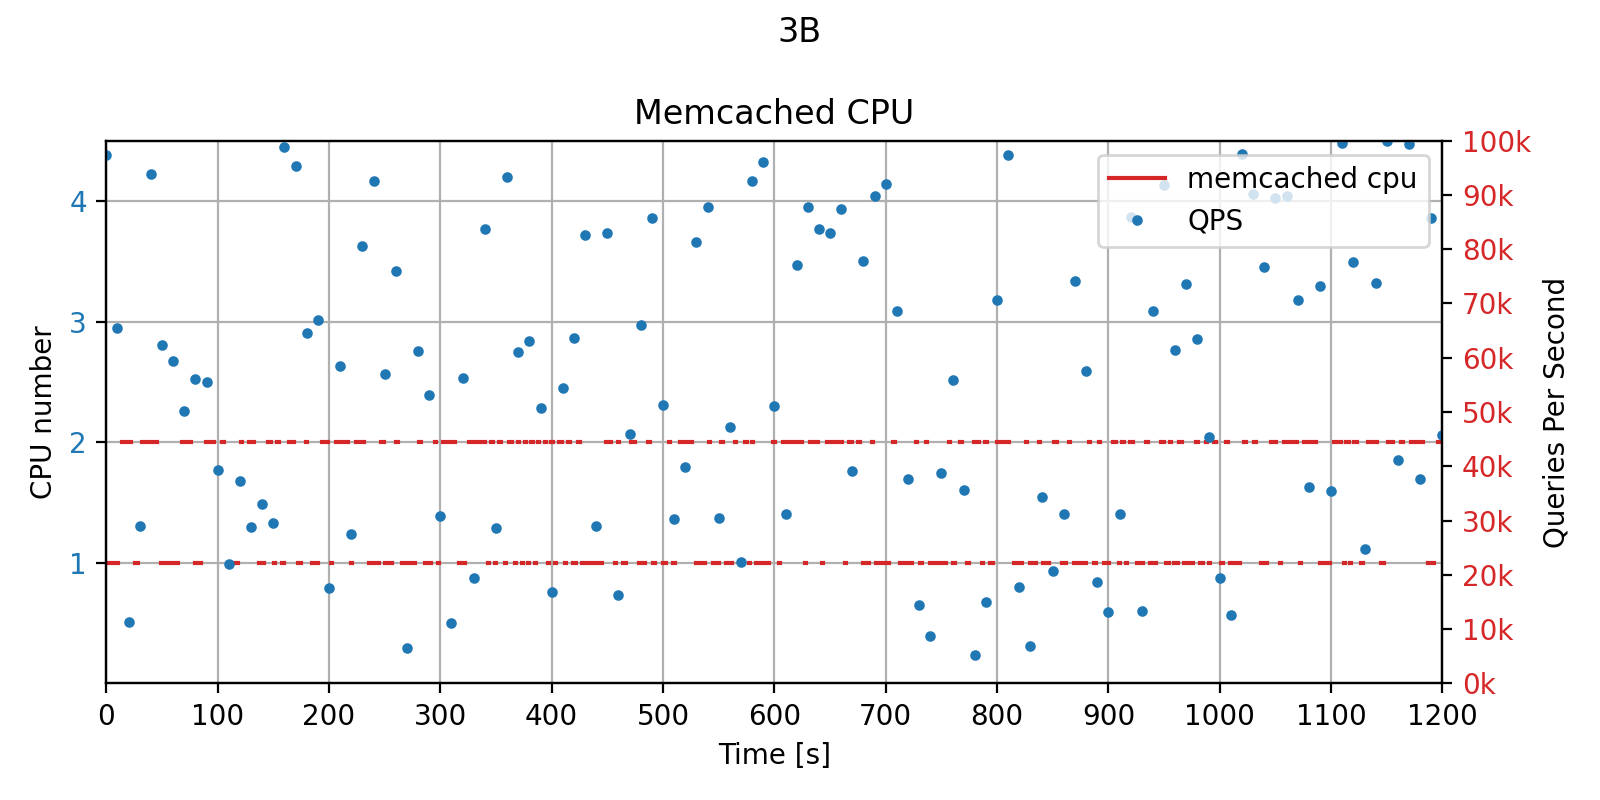 3B
Memcached CPU
memcached cpu
QPS
CPU number
4
3
2
1
100k
90k
80k
70k
60k
50k
40k
30k
20k
10k
0k
Queries Per Second
0 100 200 300 400 500 600 700 800 900 1000 1100 1200
Time [s]